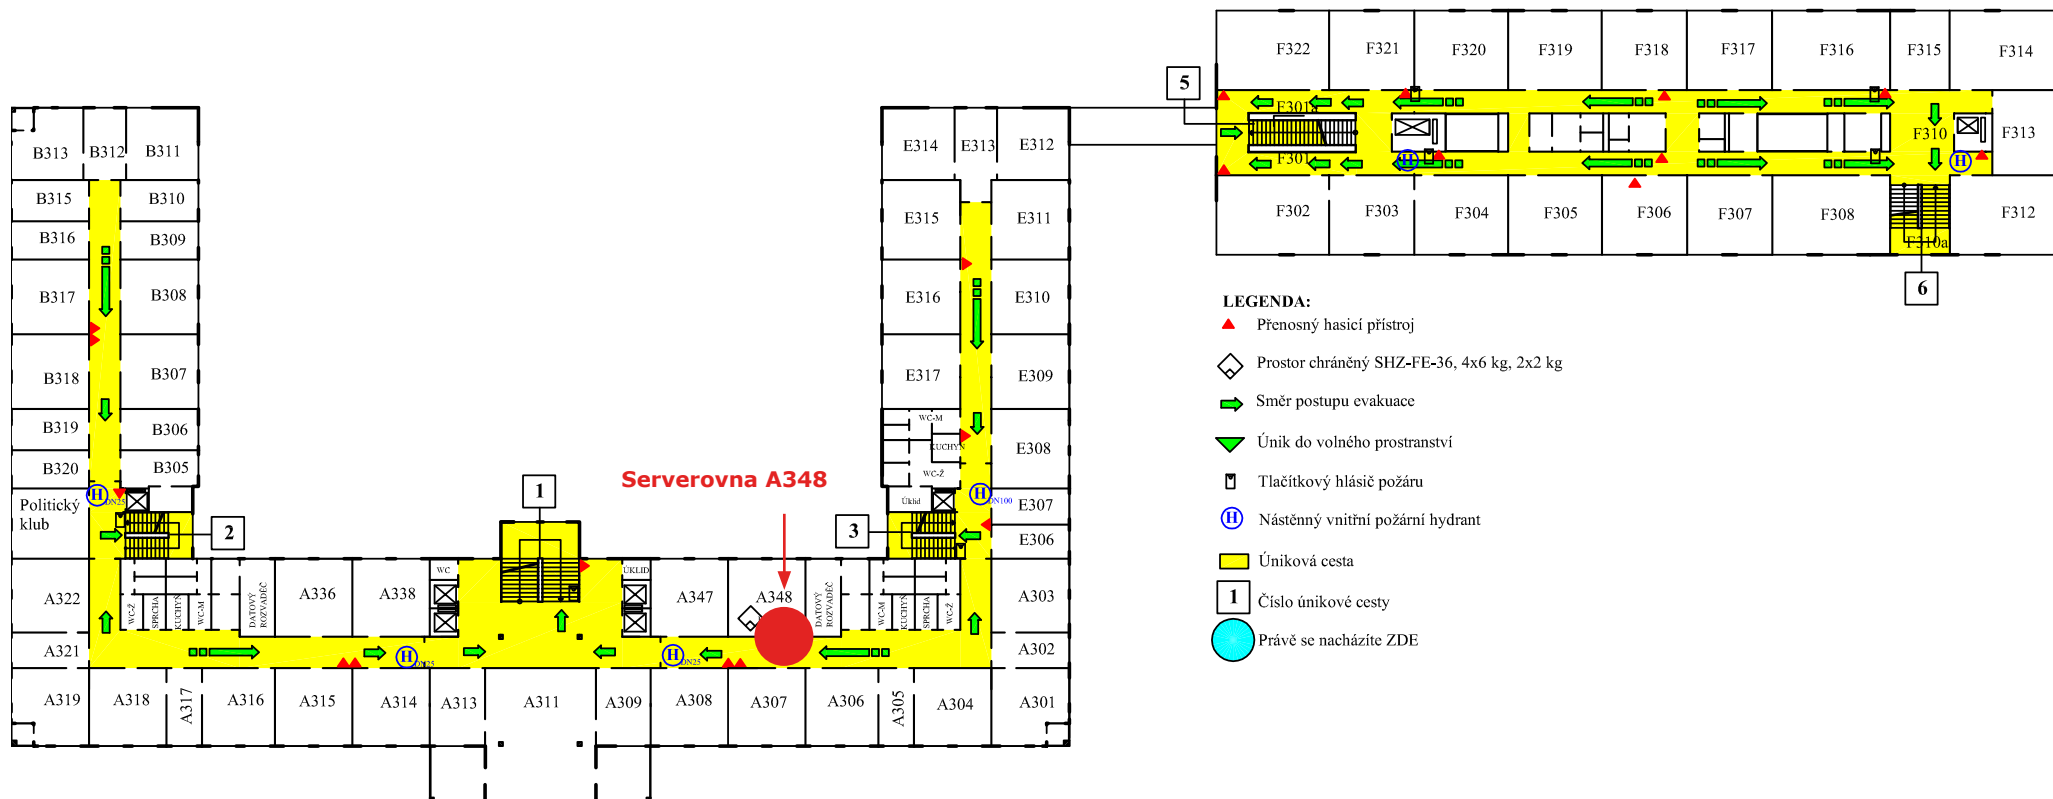 F322
F321
F320
F319
F318
F317
F316
F315
F314
5
F301a
F310
F313
F301
F302
F303
F304
F305
F306
F307
F308
F310a
F312
6
B313
B312
B311
B315
B310
B316
B309
B317
B308
B318
B307
B319
B306
B320
B305
Politický
klub
DN25
2
E314
E313
E312
E315
E311
E316
E310
E317
E309
WC-M
KUCHYŇ
E308
WC-Ž
Úklid
DN100
E307
E306
3
1
Serverovna A348
A322
WC-Ž
SPRCHA
KUCHYŇ
WC-M
DATOVÝ
ROZVADĚČ
A336
A338
WC
ÚKLID
A347
A348
DATOVÝ
ROZVADĚČ
WC-M
KUCHYŇ
SPRCHA
WC-Ž
A303
A321
H DN25
H DN25
A302
A319
A318
A317
A316
A315
A314
A313
A311
A309
A308
A307
A306
A305
A304
A301
LEGENDA:
Přenosný hasicí přístroj
Prostor chráněný SHZ-FE-36, 4x6 kg, 2x2 kg
Směr postupu evakuace
Únik do volného prostranství
Tlačítkový hlásič požáru
H Nástěnný vnitřní požární hydrant
Úniková cesta
1 Číslo únikové cesty
Právě se nacházíte ZDE